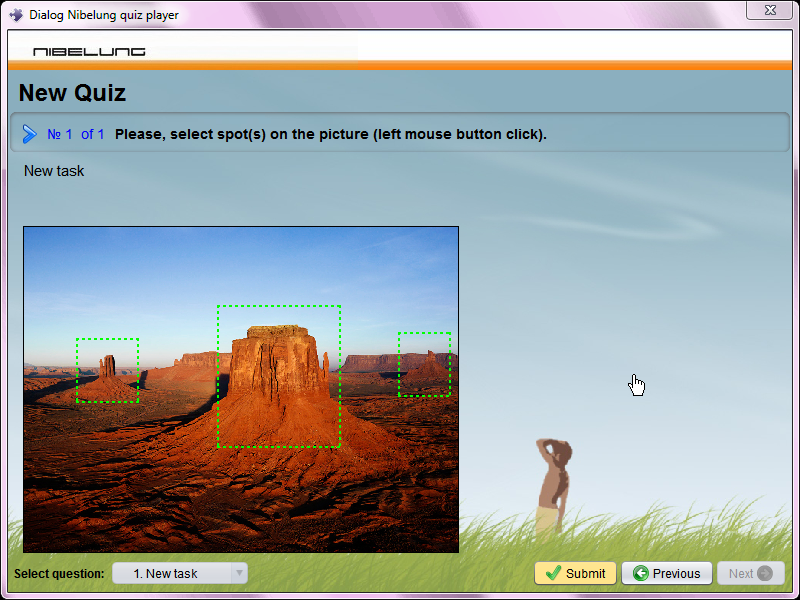 Dialog Nibelung quiz player
NIBELUNG
New Quiz
№ 1 of 1 Please, select spot(s) on the picture (left mouse button click).
New task
Select question: 1. New task Submit Previous Next